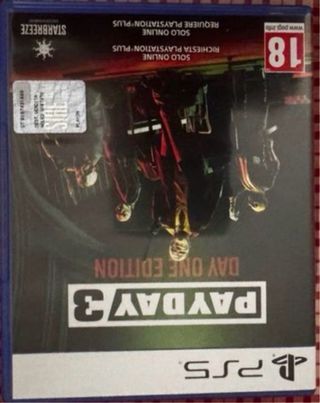 PS5
PAYDAY 3
DAY ONE EDITION
18
www.pegi.info
SOLO ONLINE
RICHIESTA PLAYSTATION PLUS
SOLO ONLINE
REQUIERE PLAYSTATION PLUS
STARBREEZE